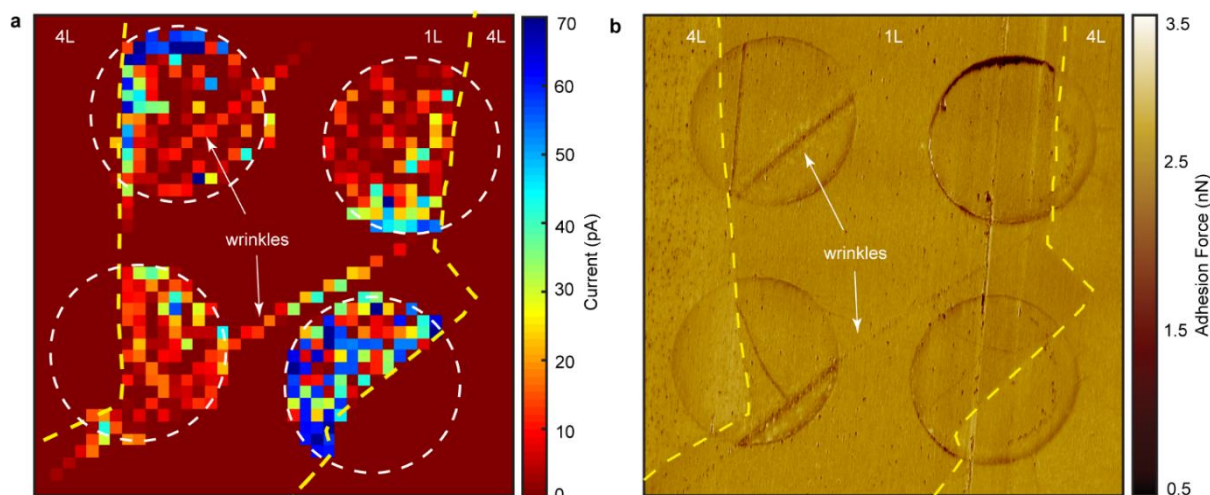 a
4L
1L
4L
wrinkles
70
60
50
40
30
20
10
0
Current (pA)
b
4L
1L
4L
wrinkles
3.5
2.5
1.5
0.5
Adhesion Force (nN)